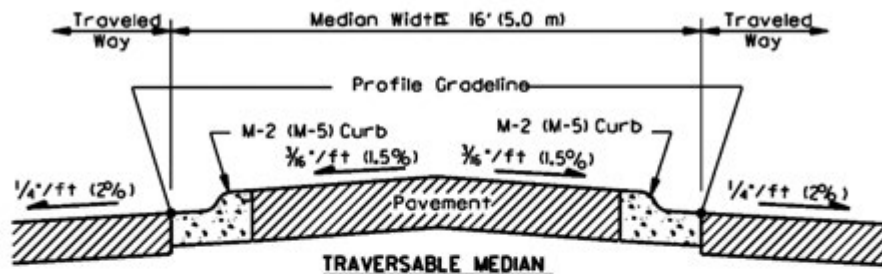 Traveled Way
Median Width 16' (5.0 m)
Traveled Way
Profile Gradeline
M-2 (M-5) Curb
M-2 (M-5) Curb
3/16"/ft (1.5%)
3/16"/ft (1.5%)
1/4"/ft (2%)
1/4"/ft (2%)
Pavement
TRAVERSABLE MEDIAN